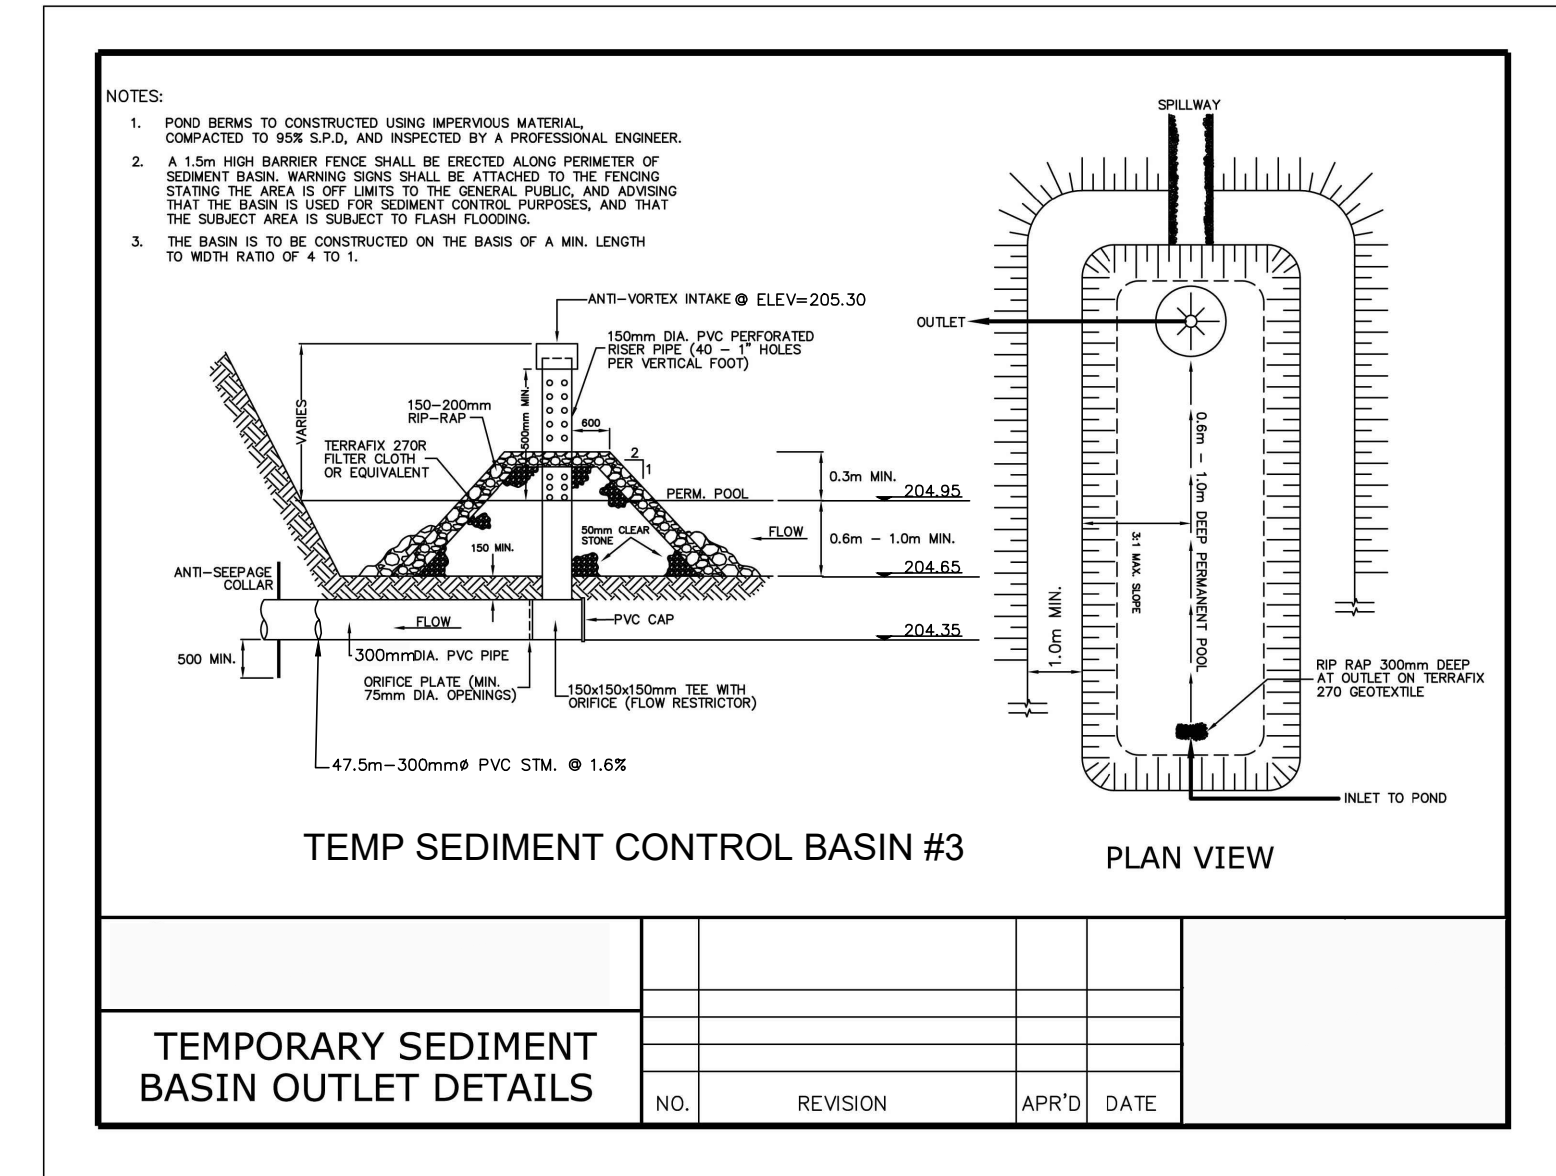 NOTES:
1. POND BERMS TO CONSTRUCTED USING IMPERVIOUS MATERIAL,
COMPACTED TO 95% S.P.D, AND INSPECTED BY A PROFESSIONAL ENGINEER.
2. A 1.5m HIGH BARRIER FENCE SHALL BE ERECTED ALONG PERIMETER OF
SEDIMENT BASIN. WARNING SIGNS SHALL BE ATTACHED TO THE FENCING
STATING THE AREA IS OFF LIMITS TO THE GENERAL PUBLIC, AND ADVISING
THAT THE BASIN IS USED FOR SEDIMENT CONTROL PURPOSES, AND THAT
THE SUBJECT AREA IS SUBJECT TO FLASH FLOODING.
3. THE BASIN IS TO BE CONSTRUCTED ON THE BASIS OF A MIN. LENGTH
TO WIDTH RATIO OF 4 TO 1.
ANTI-VORTEX INTAKE @ ELEV=205.30
150mm DIA. PVC PERFORATED
RISER PIPE (40 - 1" HOLES
PER VERTICAL FOOT)
VARIES
500mm MIN.
150-200mm
RIP-RAP
600
TERRAFIX 270R
FILTER CLOTH
OR EQUIVALENT
2
1
0.3m MIN.
PERM. POOL
204.95
50mm CLEAR
STONE
FLOW
0.6m - 1.0m MIN.
150 MIN.
204.65
ANTI-SEEPAGE
COLLAR
FLOW
PVC CAP
204.35
500 MIN.
300mmDIA. PVC PIPE
ORIFICE PLATE (MIN.
75mm DIA. OPENINGS)
150x150x150mm TEE WITH
ORIFICE (FLOW RESTRICTOR)
47.5m-300mmø PVC STM. @ 1.6%
TEMP SEDIMENT CONTROL BASIN #3
SPILLWAY
OUTLET
0.6m - 1.0m DEEP PERMANENT POOL
3:1 MAX. SLOPE
1.0m MIN.
RIP RAP 300mm DEEP
AT OUTLET ON TERRAFIX
270 GEOTEXTILE
INLET TO POND
PLAN VIEW
TEMPORARY SEDIMENT
BASIN OUTLET DETAILS
NO. REVISION APR'D DATE